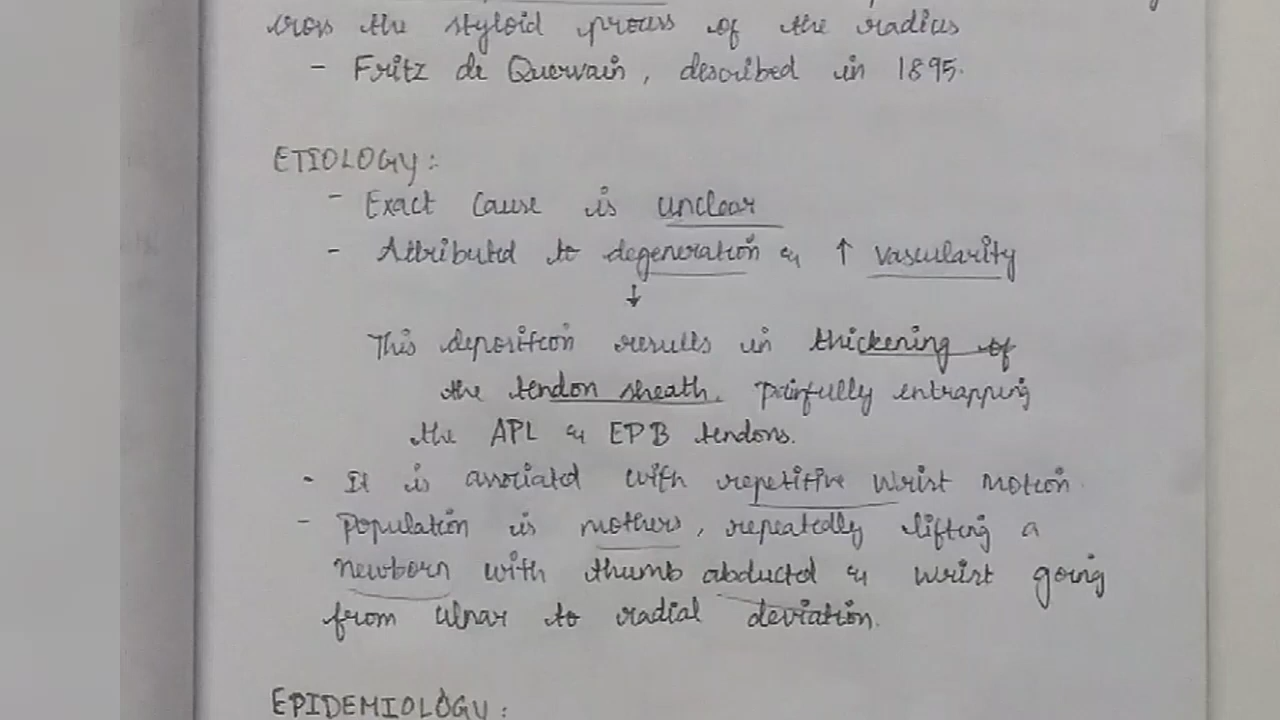 cross the styloid process of the radius
- Fritz de Quervain, described in 1895.
ETIOLOGY:
- Exact cause is unclear
- Attributed to degeneration & ↑ vascularity
↓
This deposition results in thickening of
the tendon sheath, painfully entrapping
the APL & EPB tendons.
- It is associated with repetitive wrist motion
- Population is mothers, repeatedly lifting a
newborn with thumb abducted & wrist going
from ulnar to radial deviation.
EPIDEMIOLOGY: